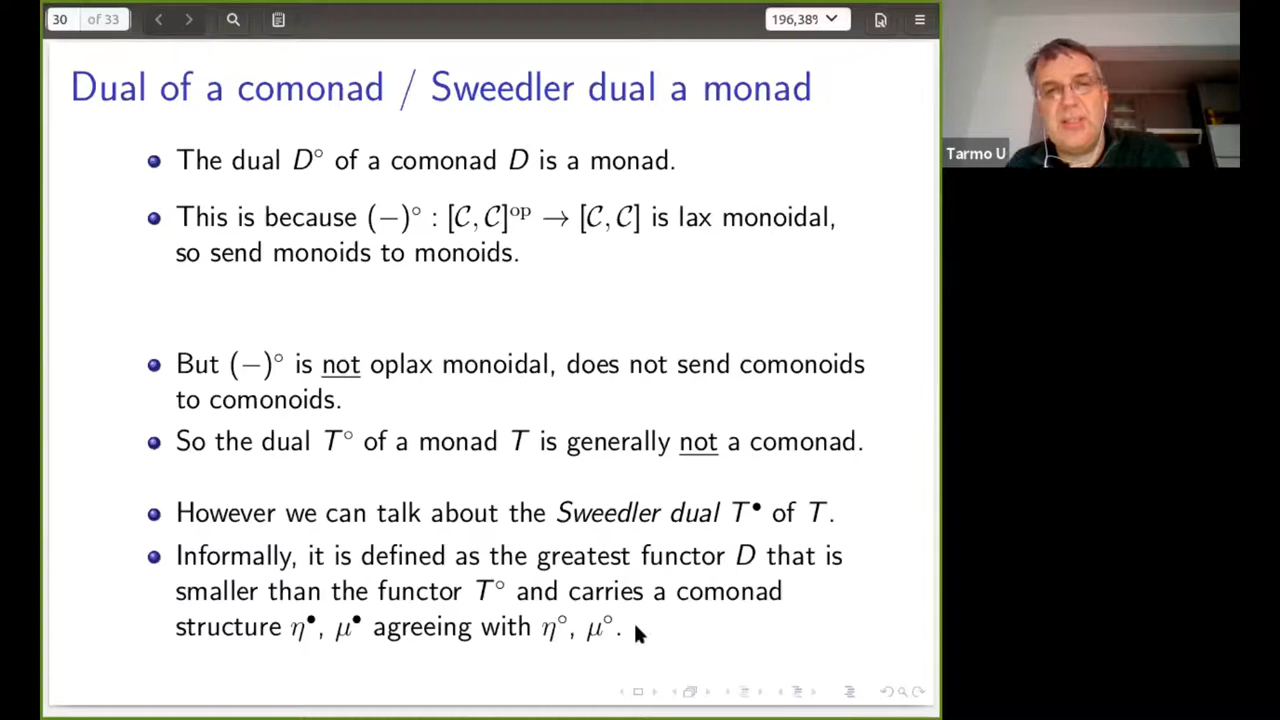 30 of 33
196,38%
Dual of a comonad / Sweedler dual a monad
The dual D° of a comonad D is a monad.
This is because (−)° : [𝒞, 𝒞]ᵒᵖ → [𝒞, 𝒞] is lax monoidal,
so send monoids to monoids.
But (−)° is not oplax monoidal, does not send comonoids
to comonoids.
So the dual T° of a monad T is generally not a comonad.
However we can talk about the Sweedler dual T• of T.
Informally, it is defined as the greatest functor D that is
smaller than the functor T° and carries a comonad
structure η•, μ• agreeing with η°, μ°.
Tarmo U